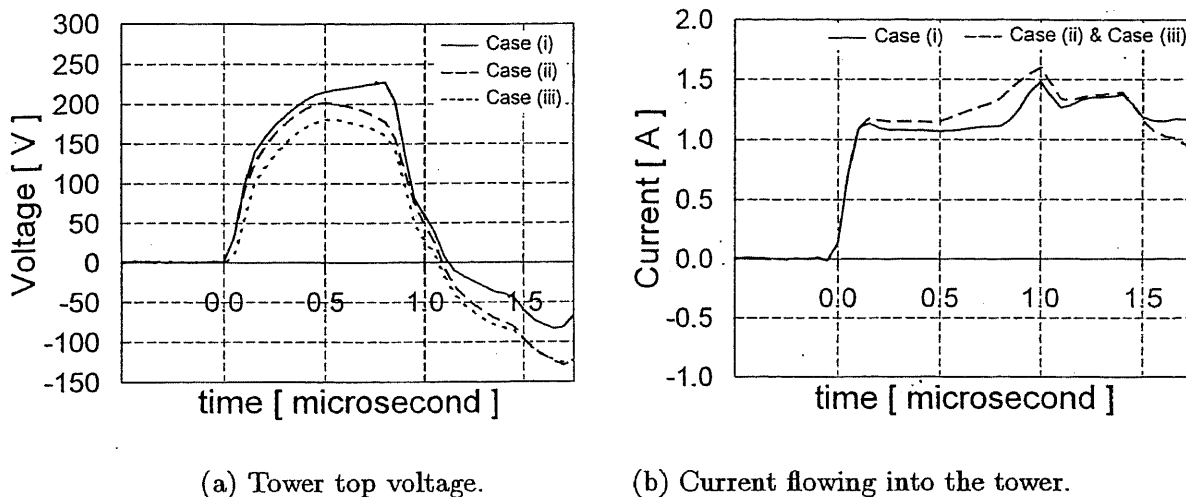 300
250
200
150
100
50
0
-50
-100
-150
Voltage [ V ]
Case (i)
Case (ii)
Case (iii)
0.0 0.5 1.0 1.5
time [ microsecond ]
(a) Tower top voltage.
2.0
1.5
1.0
0.5
0.0
-0.5
-1.0
Current [ A ]
Case (i) Case (ii) & Case (iii)
0.0 0.5 1.0 1.5
time [ microsecond ]
(b) Current flowing into the tower.